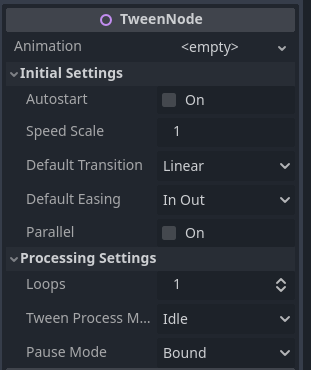 TweenNode
Animation <empty>
Initial Settings
Autostart On
Speed Scale 1
Default Transition Linear
Default Easing In Out
Parallel On
Processing Settings
Loops 1
Tween Process M... Idle
Pause Mode Bound